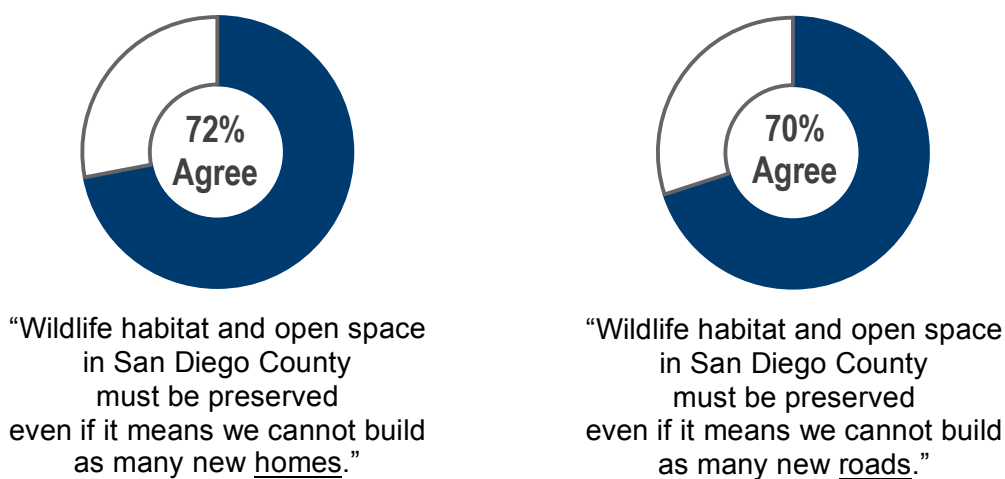 72%
Agree
“Wildlife habitat and open space
in San Diego County
must be preserved
even if it means we cannot build
as many new homes.”
70%
Agree
“Wildlife habitat and open space
in San Diego County
must be preserved
even if it means we cannot build
as many new roads.”